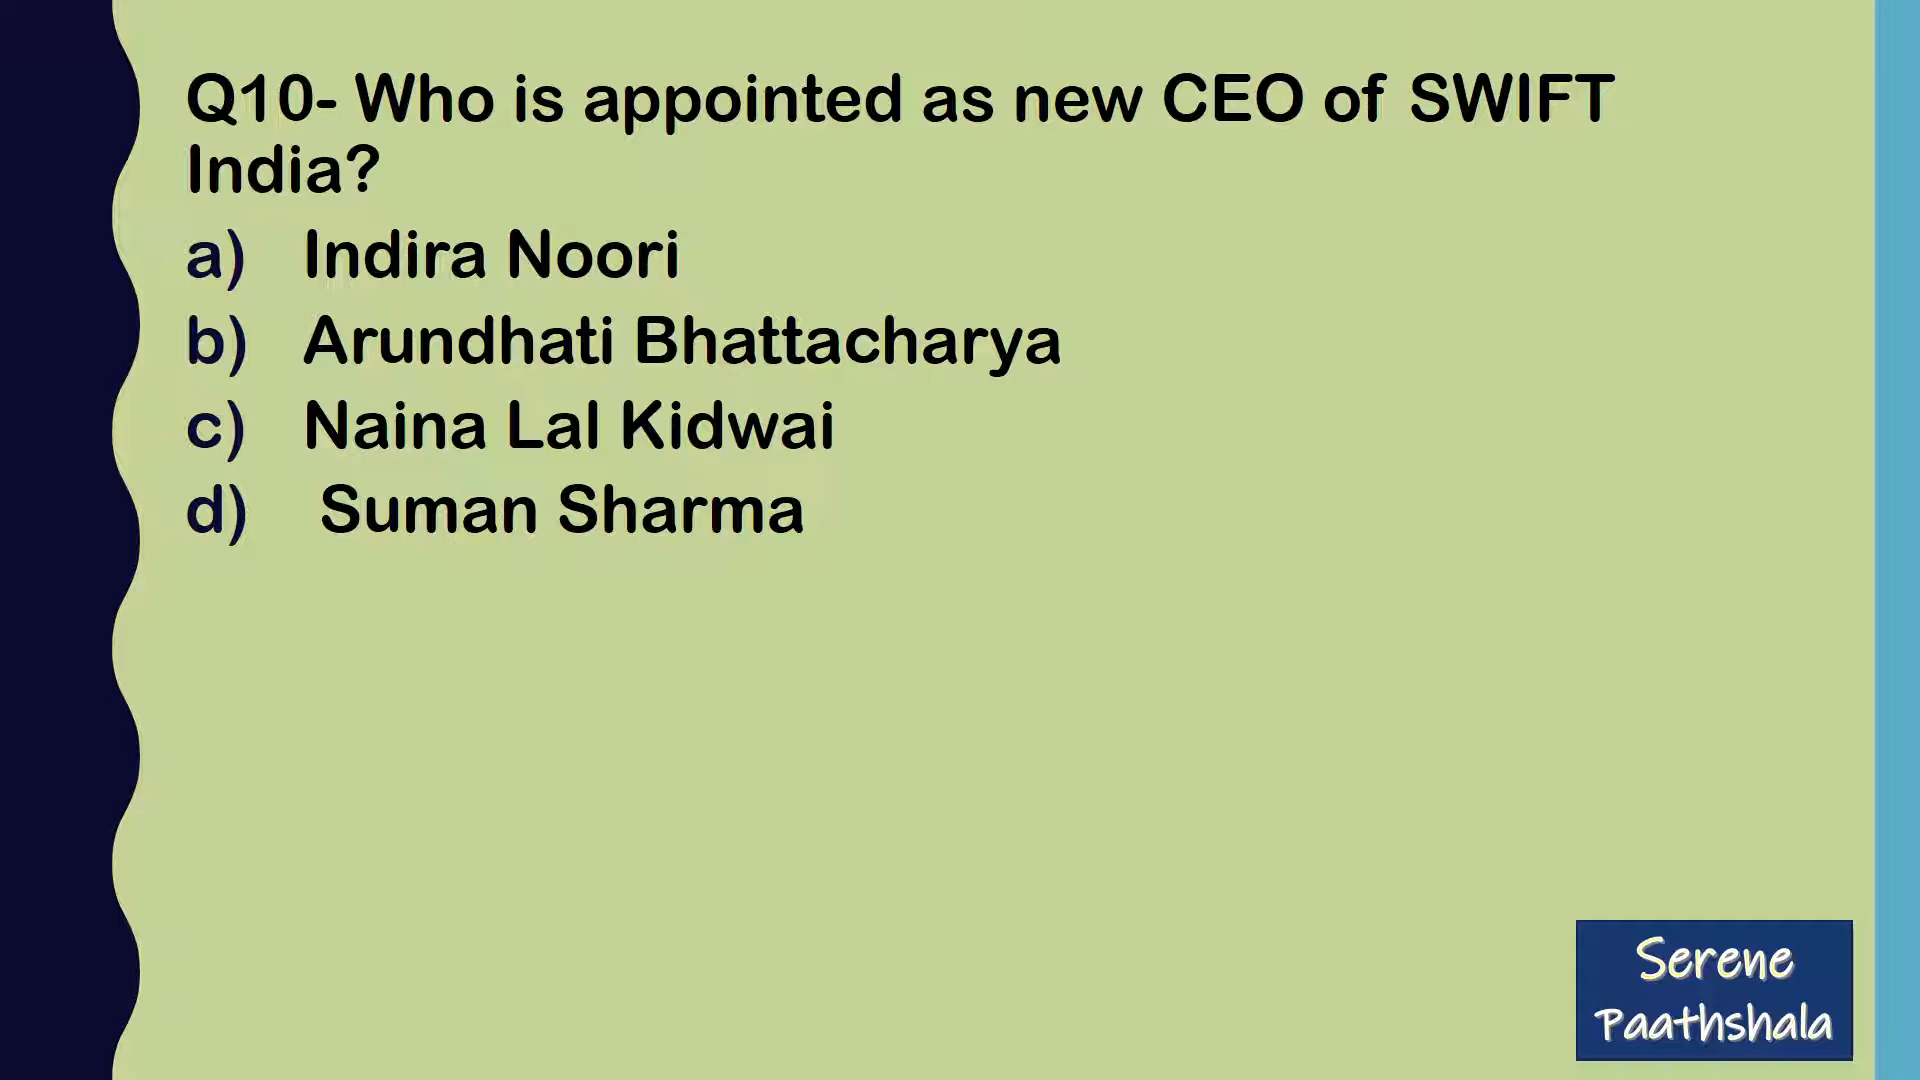 Q10- Who is appointed as new CEO of SWIFT
India?
a) Indira Noori
b) Arundhati Bhattacharya
c) Naina Lal Kidwai
d) Suman Sharma
Serene
Paathshala